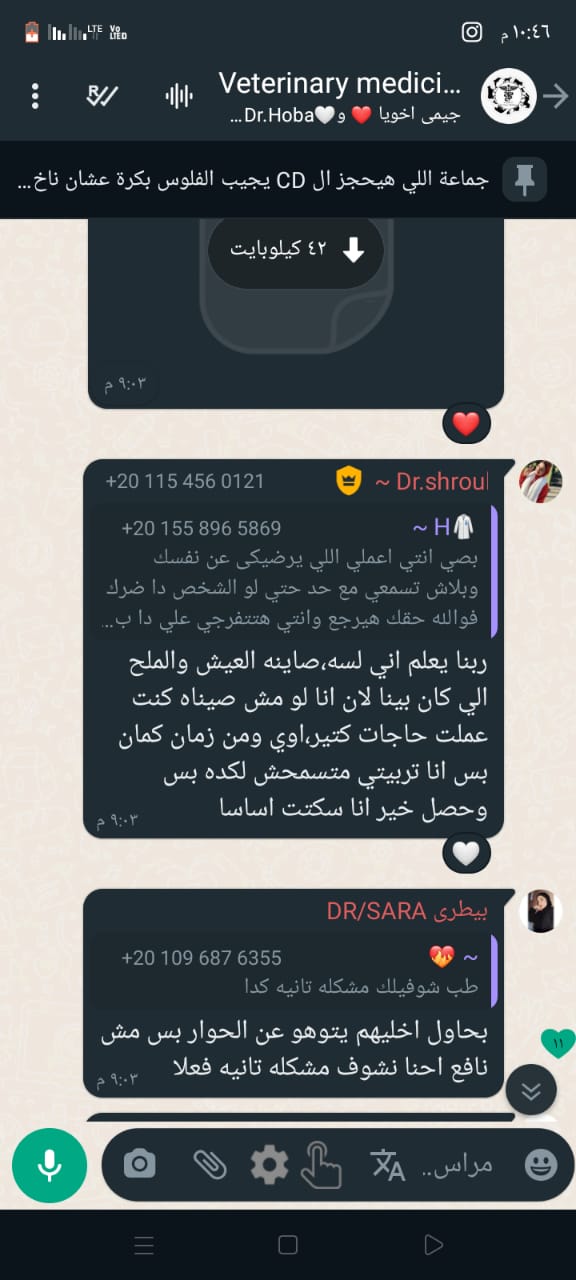 LTE Vo LTED ١٠:٤٦ م
Veterinary medici...
جيمى اخويا ❤️ و🤍Dr.Hoba...
جماعة اللي هيحجز ال CD يجيب الفلوس بكرة عشان ناخ...
٤٢ كيلوبايت
٩:٠٣ م
~ Dr.shroul +20 115 456 0121
~ H🥼 +20 155 896 5869
بصي انتي اعملي اللي يرضيكى عن نفسك
وبلاش تسمعي مع حد حتي لو الشخص دا ضرك
فوالله حقك هيرجع وانتي هتتفرجي علي دا ب...
ربنا يعلم اني لسه،صاينه العيش والملح
الي كان بينا لان انا لو مش صيناه كنت
عملت حاجات كتير،اوي ومن زمان كمان
بس انا تربيتي متسمحش لكده بس
وحصل خير انا سكتت اساسا
٩:٠٣ م
بيطرى DR/SARA
~ ❤️‍🔥 +20 109 687 6355
طب شوفيلك مشكله تانيه كدا
بحاول اخليهم يتوهو عن الحوار بس مش
نافع احنا نشوف مشكله تانيه فعلا
٩:٠٣ م
١١
مراس..